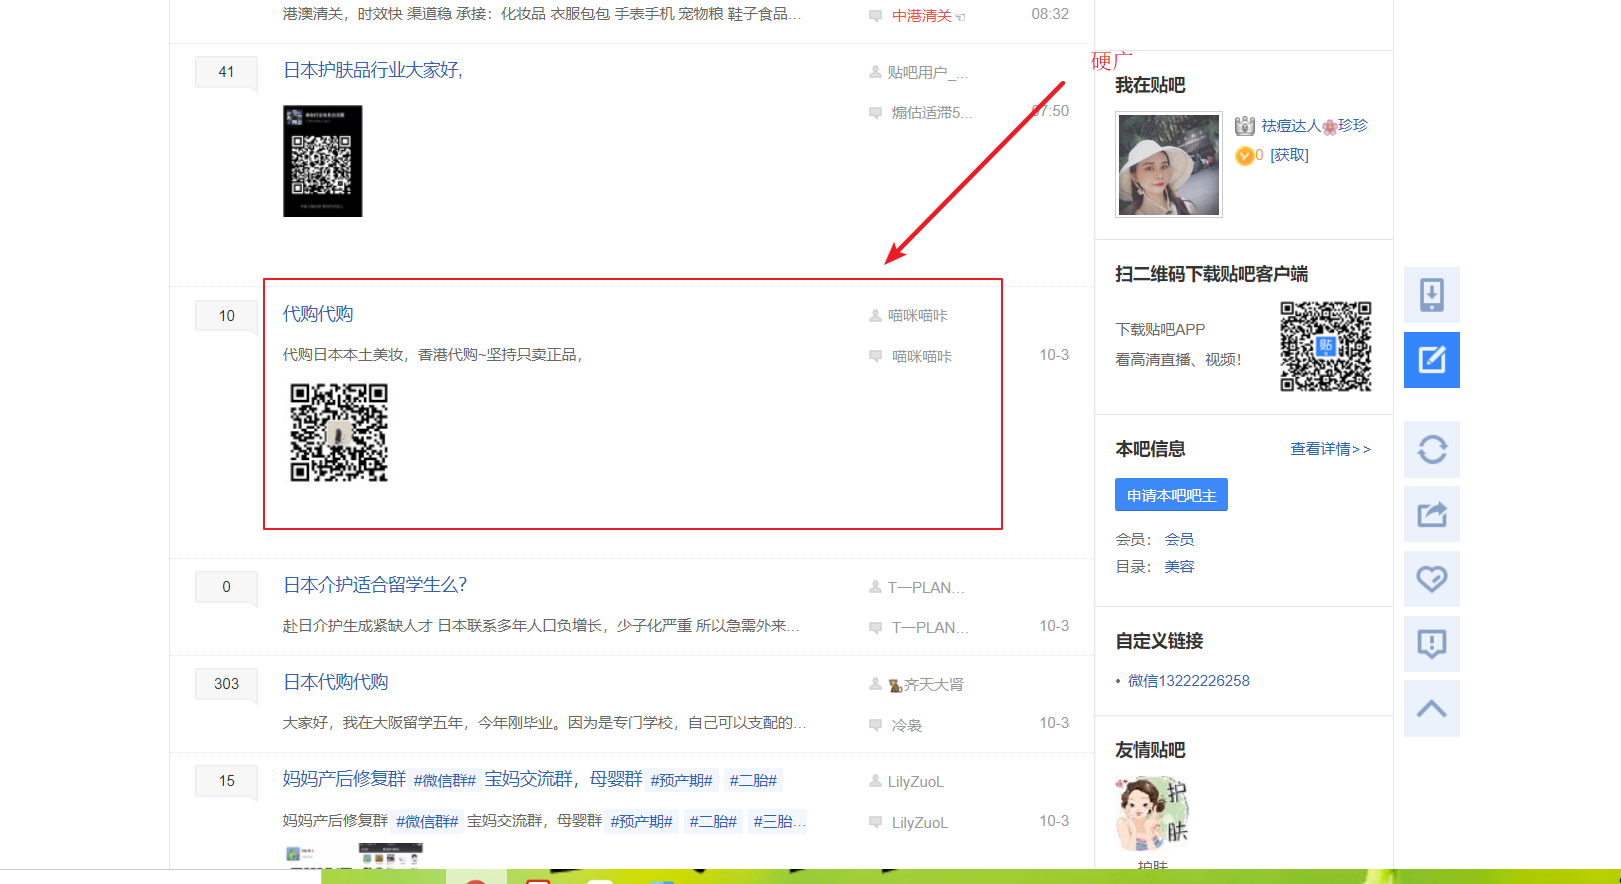 港澳清关，时效快 渠道稳 承接：化妆品 衣服包包 手表手机 宠物粮 鞋子食品...
中港清关
08:32
41
日本护肤品行业大家好,
贴吧用户_...
煽估适滞5...
07:50
10
代购代购
喵咪喵咔
代购日本本土美妆，香港代购~坚持只卖正品,
喵咪喵咔
10-3
0
日本介护适合留学生么？
T一PLAN...
赴日介护生成紧缺人才 日本联系多年人口负增长，少子化严重 所以急需外来...
T一PLAN...
10-3
303
日本代购代购
齐天大肾
大家好，我在大阪留学五年，今年刚毕业。因为是专门学校，自己可以支配的...
冷裊
10-3
15
妈妈产后修复群 #微信群# 宝妈交流群，母婴群 #预产期# #二胎#
LilyZuoL
妈妈产后修复群 #微信群# 宝妈交流群，母婴群 #预产期# #二胎# #三胎...
LilyZuoL
10-3
硬广
我在贴吧
祛痘达人🌸珍珍
0 [获取]
扫二维码下载贴吧客户端
下载贴吧APP
看高清直播、视频！
贴
本吧信息
查看详情>>
申请本吧吧主
会员： 会员
目录： 美容
自定义链接
• 微信13222226258
友情贴吧
护
肤
护肤